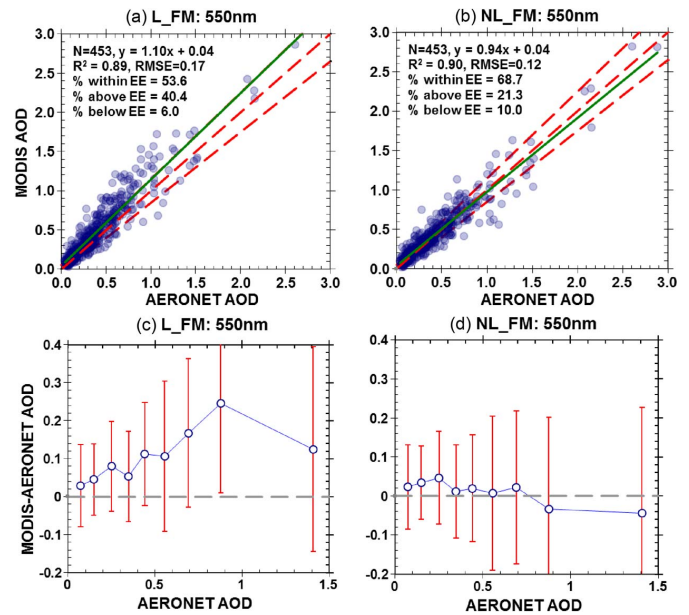 (a) L_FM: 550nm
N=453, y = 1.10x + 0.04
R² = 0.89, RMSE=0.17
% within EE = 53.6
% above EE = 40.4
% below EE = 6.0
3.0
2.5
2.0
1.5
1.0
0.5
0.0
MODIS AOD
0.0 0.5 1.0 1.5 2.0 2.5 3.0
AERONET AOD
(b) NL_FM: 550nm
N=453, y = 0.94x + 0.04
R² = 0.90, RMSE=0.12
% within EE = 68.7
% above EE = 21.3
% below EE = 10.0
3.0
2.5
2.0
1.5
1.0
0.5
0.0
0.0 0.5 1.0 1.5 2.0 2.5 3.0
AERONET AOD
(c) L_FM: 550nm
0.4
0.3
0.2
0.1
0
-0.1
-0.2
MODIS-AERONET AOD
0 0.5 1 1.5
AERONET AOD
(d) NL_FM: 550nm
0.4
0.3
0.2
0.1
0
-0.1
-0.2
0 0.5 1 1.5
AERONET AOD